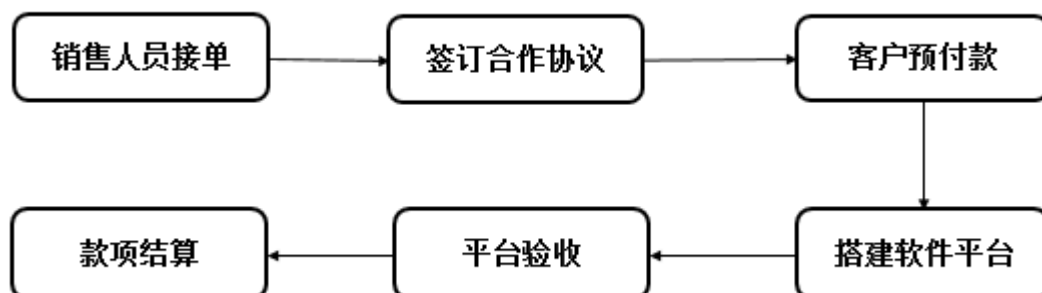 销售人员接单
签订合作协议
客户预付款
搭建软件平台
平台验收
款项结算